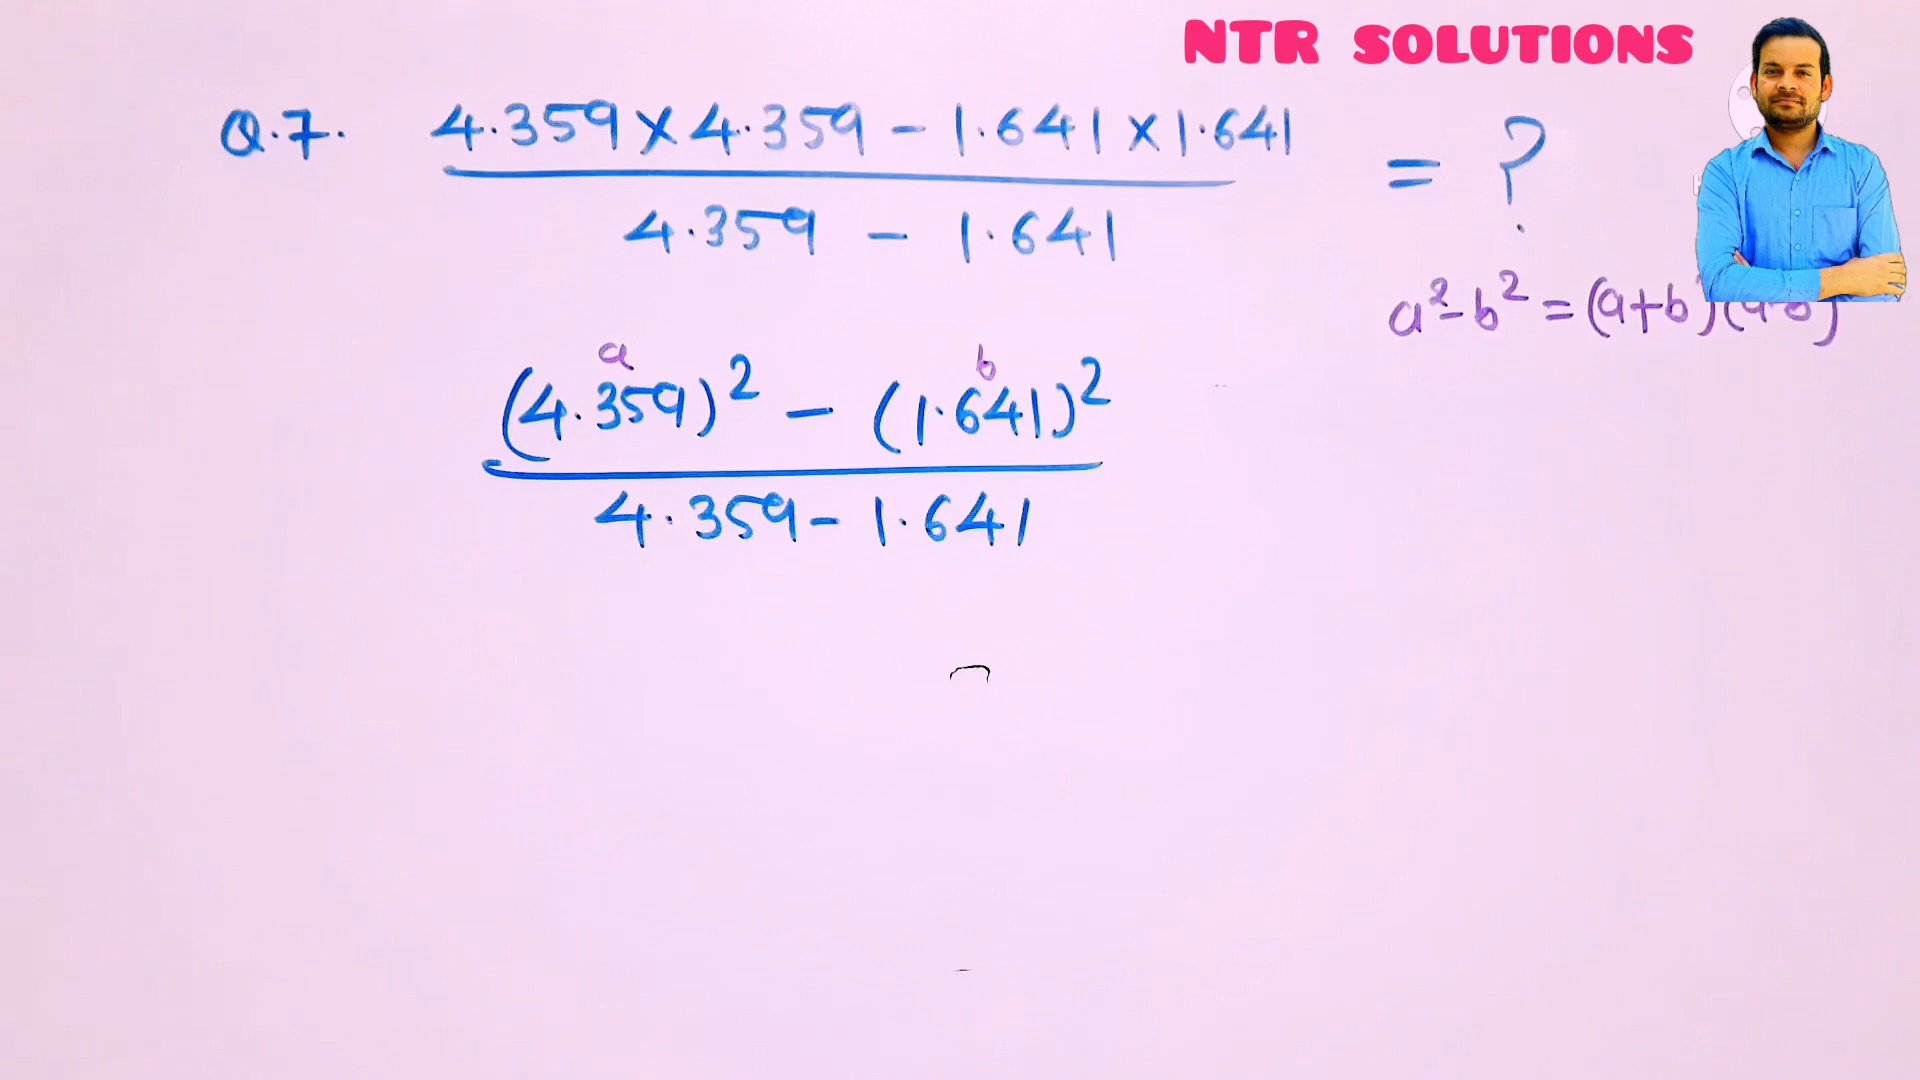 NTR SOLUTIONS
Q.7. 4.359 × 4.359 - 1.641 × 1.641
4.359 - 1.641
= ?
a² - b² = (a+b)(a-b)
a b
(4.359)² - (1.641)²
4.359 - 1.641